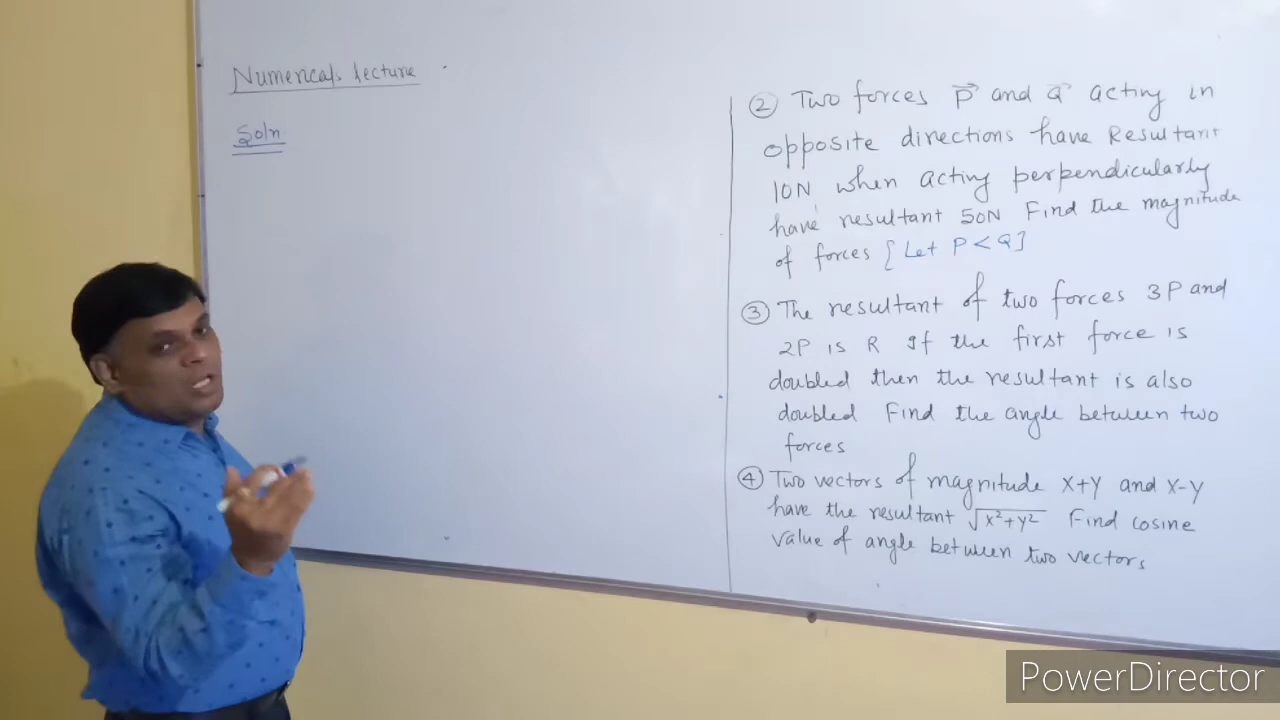 Numericals lecture
Soln
② Two forces P⃗ and Q⃗ acting in
opposite directions have Resultant
10N when acting perpendicularly
have resultant 50N Find the magnitude
of forces [Let P < Q]
③ The resultant of two forces 3P and
2P is R If the first force is
doubled then the resultant is also
doubled Find the angle between two
forces
④ Two vectors of magnitude x+y and x-y
have the resultant √x²+y² Find cosine
value of angle between two vectors
PowerDirector